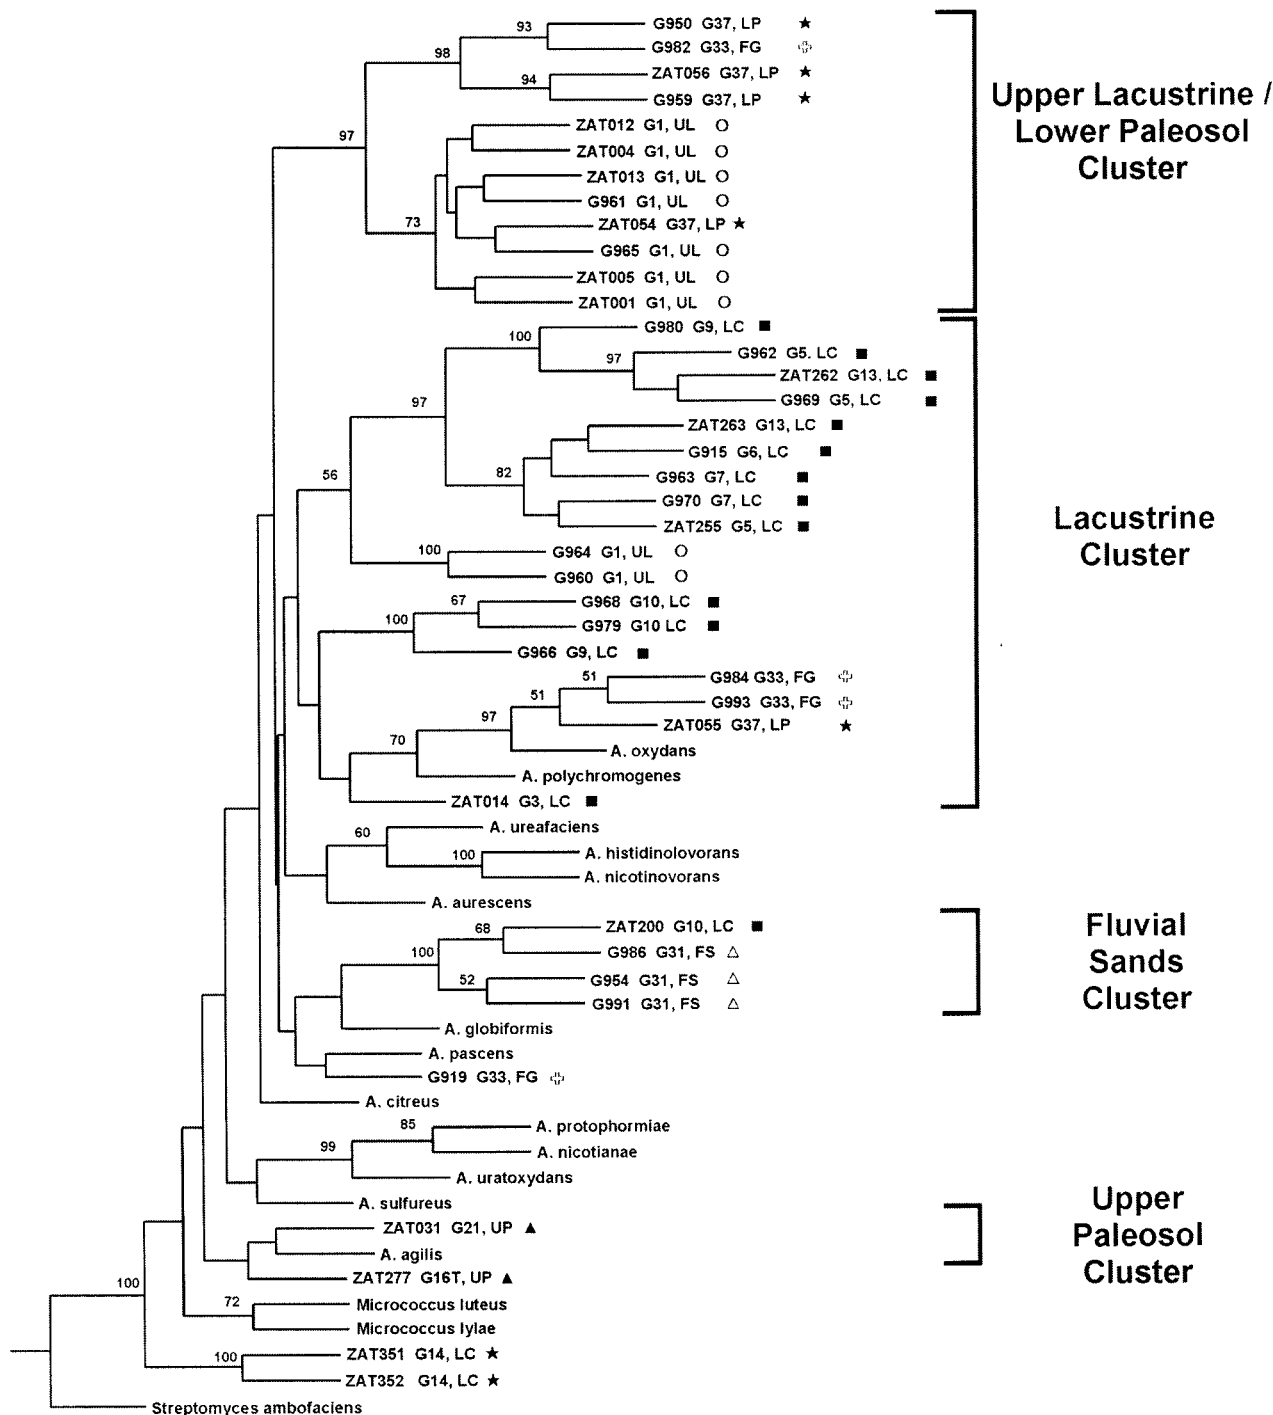 93
G950 G37, LP ★
G982 G33, FG
98
ZAT056 G37, LP ★
94
G959 G37, LP ★
Upper Lacustrine /
Lower Paleosol
Cluster
97
ZAT012 G1, UL O
ZAT004 G1, UL O
ZAT013 G1, UL O
G961 G1, UL O
73
ZAT054 G37, LP ★
G965 G1, UL O
ZAT005 G1, UL O
ZAT001 G1, UL O
100
G980 G9, LC ■
97
G962 G5. LC ■
ZAT262 G13, LC ■
G969 G5, LC ■
97
ZAT263 G13, LC ■
G915 G6, LC ■
82
G963 G7, LC ■
56
G970 G7, LC ■
ZAT255 G5, LC ■
Lacustrine
Cluster
100
G964 G1, UL O
G960 G1, UL O
67
G968 G10, LC ■
100
G979 G10 LC ■
G966 G9, LC ■
51
G984 G33, FG
51
G993 G33, FG
97
ZAT055 G37, LP ★
70
A. oxydans
A. polychromogenes
ZAT014 G3, LC ■
60
A. ureafaciens
100
A. histidinolovorans
A. nicotinovorans
A. aurescens
68
ZAT200 G10, LC ■
100
G986 G31, FS △
52
G954 G31, FS △
G991 G31, FS △
Fluvial
Sands
Cluster
A. globiformis
A. pascens
G919 G33, FG
A. citreus
85
A. protophormiae
99
A. nicotianae
A. uratoxydans
A. sulfureus
ZAT031 G21, UP ▲
A. agilis
ZAT277 G16T, UP ▲
Upper
Paleosol
Cluster
100
72
Micrococcus luteus
Micrococcus lylae
100
ZAT351 G14, LC ★
ZAT352 G14, LC ★
Streptomyces ambofaciens